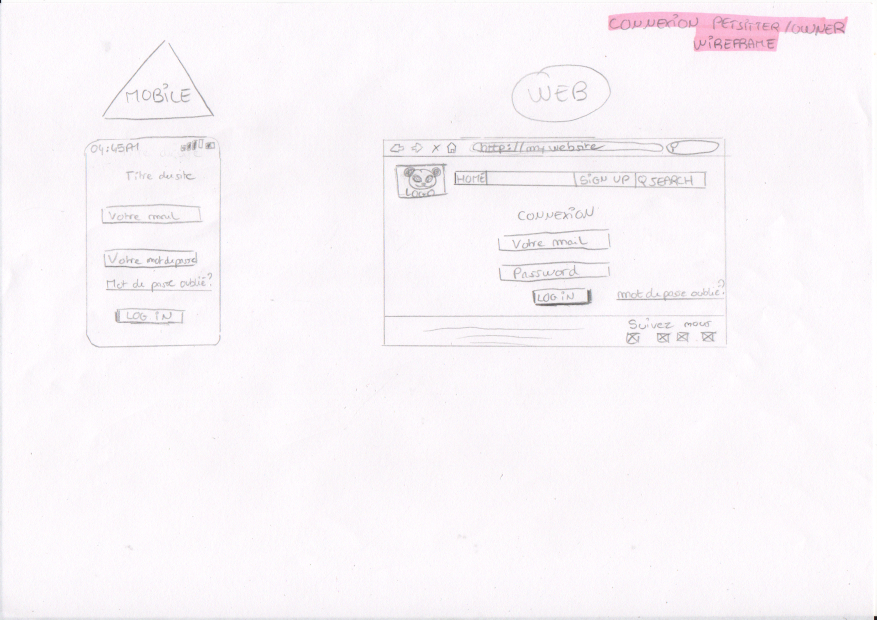 CONNEXION PETSITTER/OWNER
WIREFRAME
MOBILE
WEB
04:45AM
Titre du site
Votre mail
Votre mot de passe
Mot de passe oublié?
LOG IN
https://mywebsite
LOGO
HOME
SIGN UP
SEARCH
CONNEXION
Votre mail
Password
LOG IN
mot de passe oublié?
Suivez nous